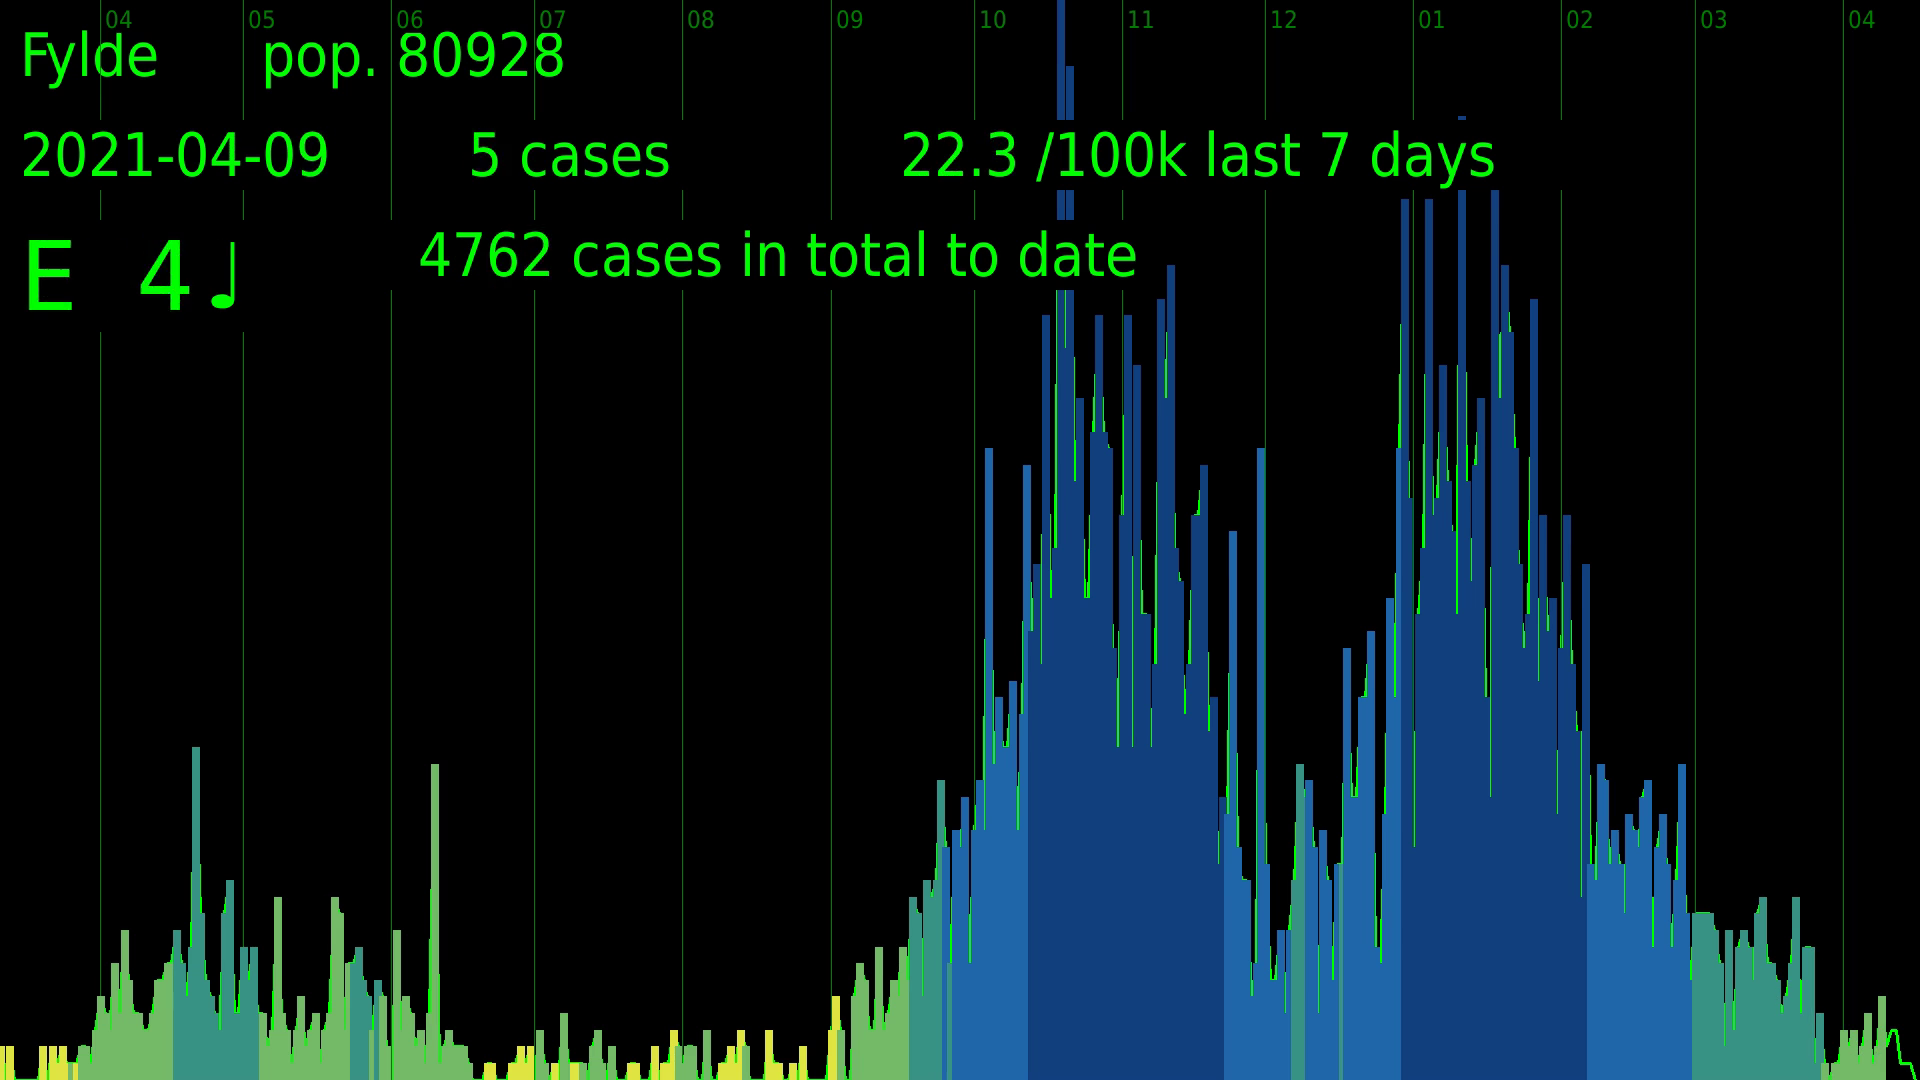 04 05 06 07 08 09 10 11 12 01 02 03 04
Fylde pop. 80928
2021-04-09 5 cases 22.3 /100k last 7 days
E 4♩ 4762 cases in total to date